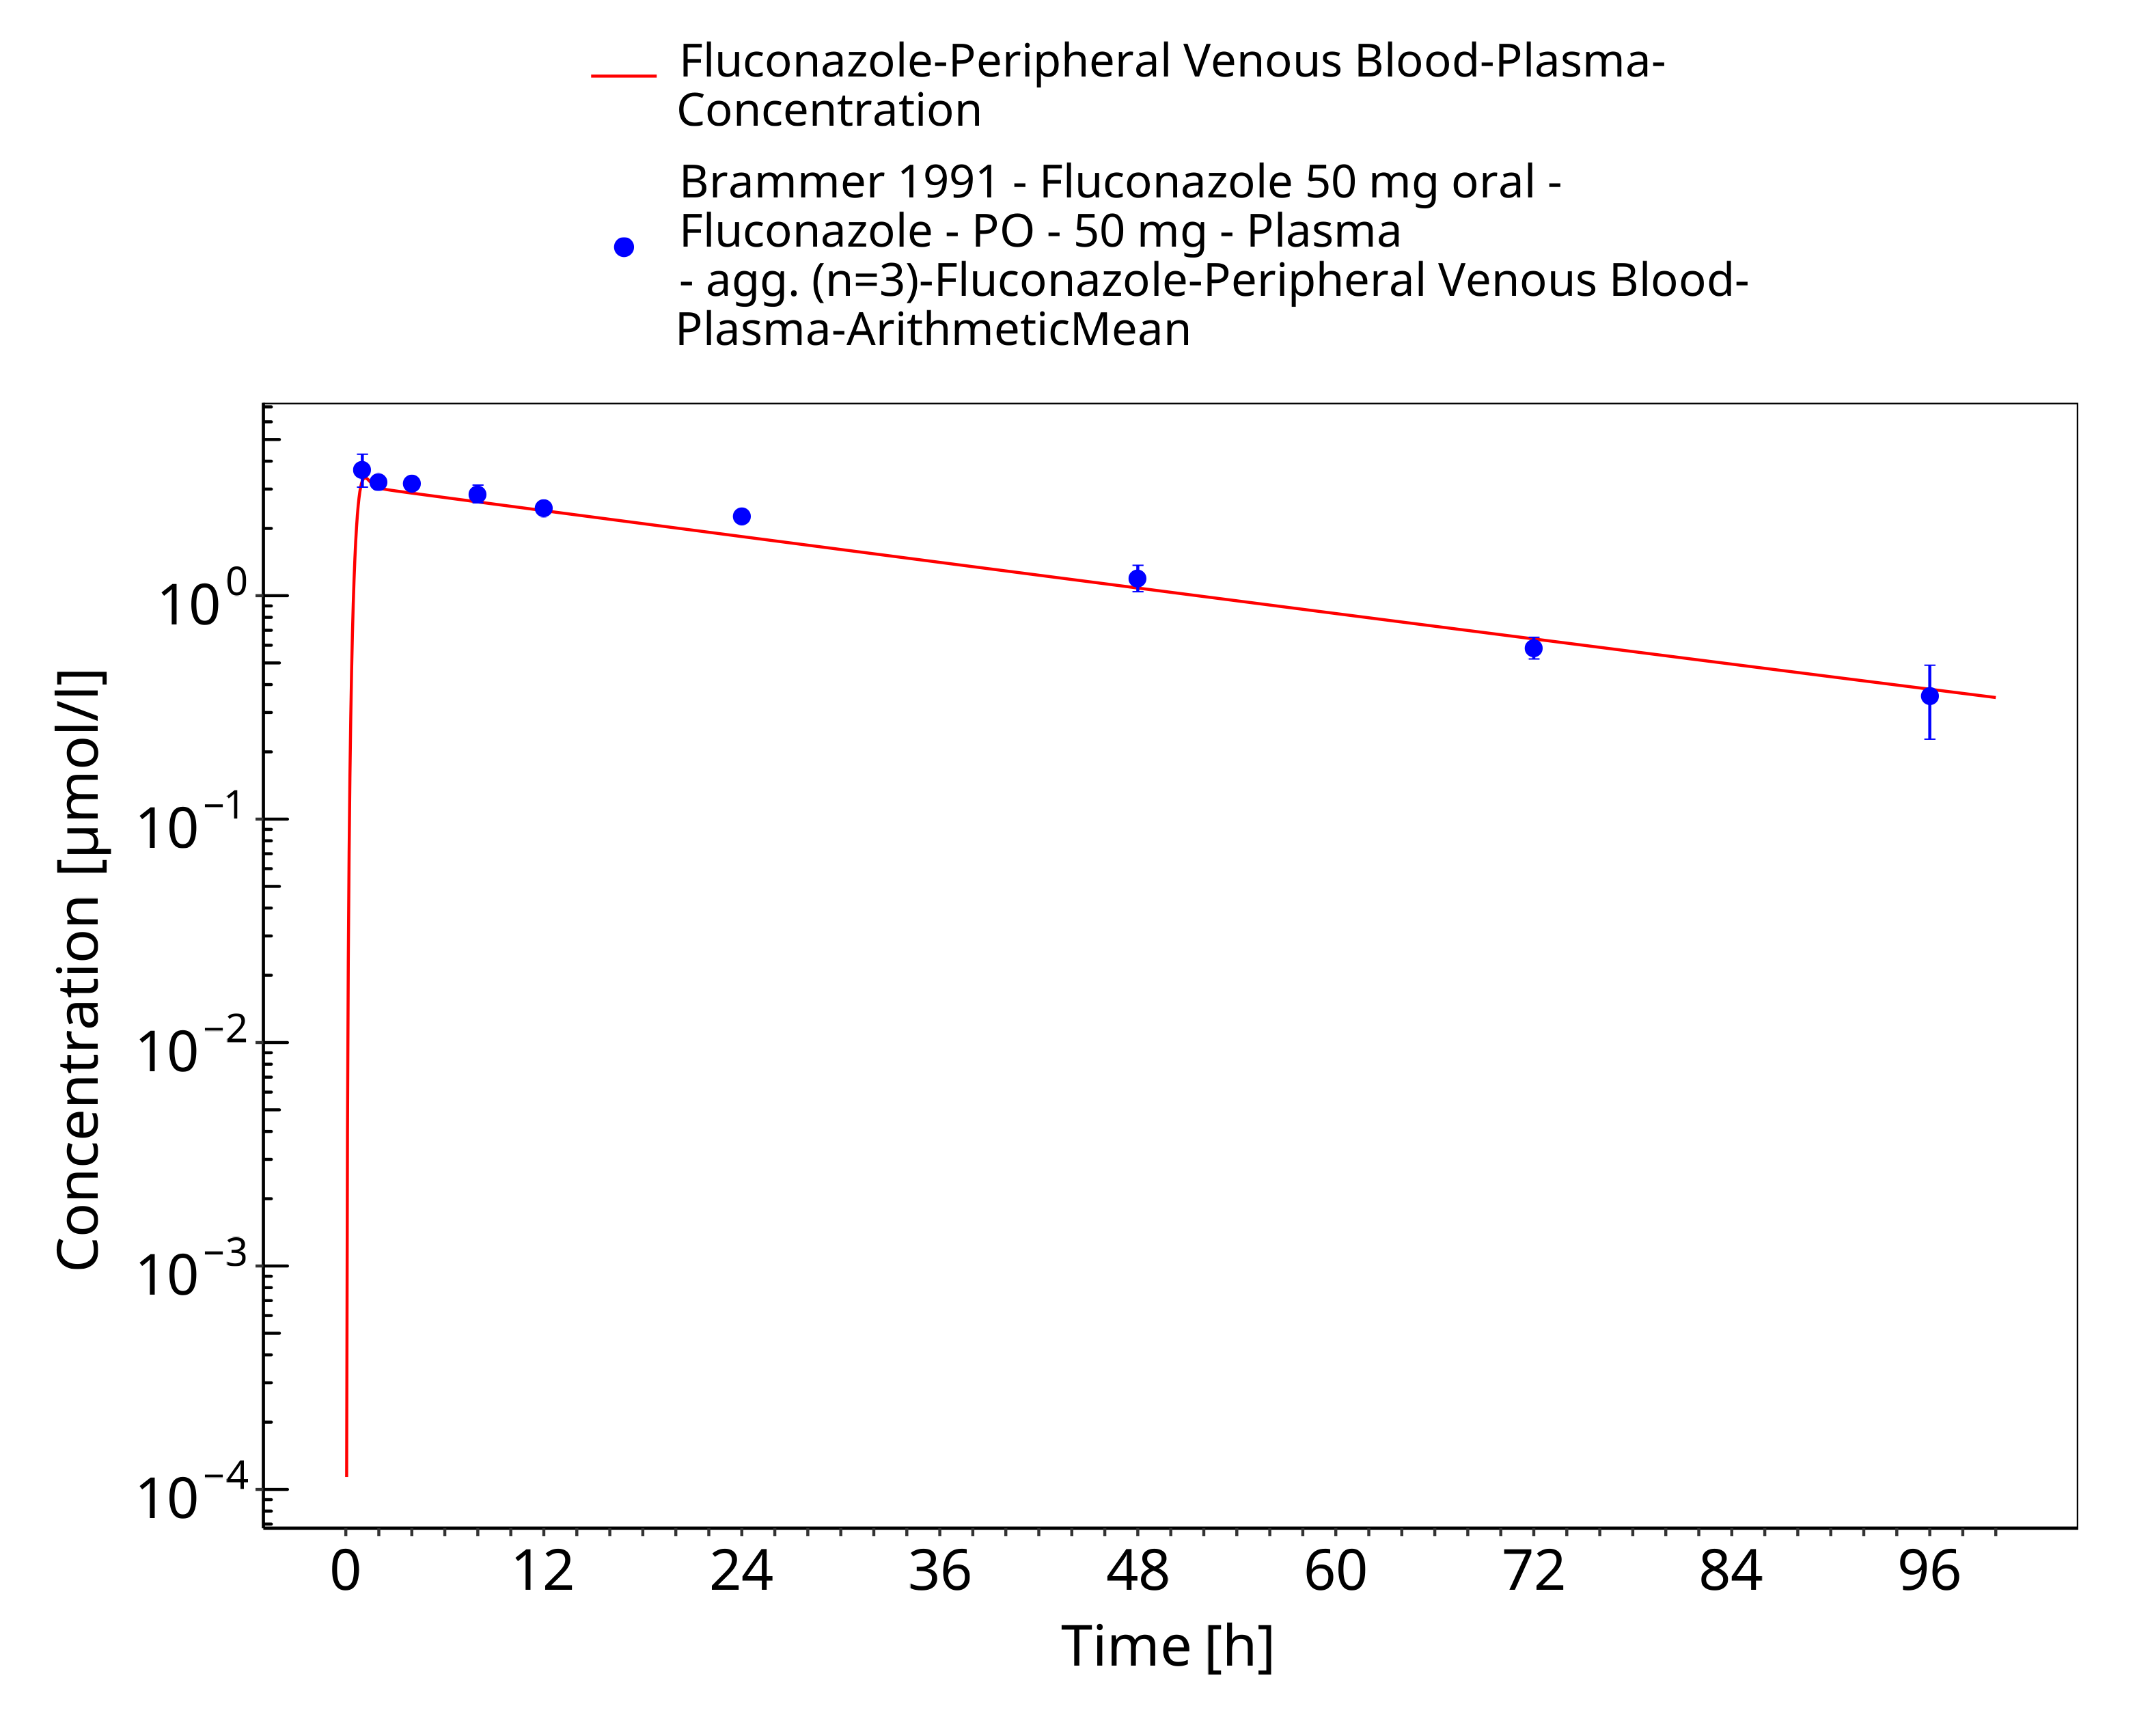 Fluconazole-Peripheral Venous Blood-Plasma-
Concentration
Brammer 1991 - Fluconazole 50 mg oral -
Fluconazole - PO - 50 mg - Plasma
- agg. (n=3)-Fluconazole-Peripheral Venous Blood-
Plasma-ArithmeticMean
Concentration [µmol/l]
10⁰
10⁻¹
10⁻²
10⁻³
10⁻⁴
0 12 24 36 48 60 72 84 96
Time [h]